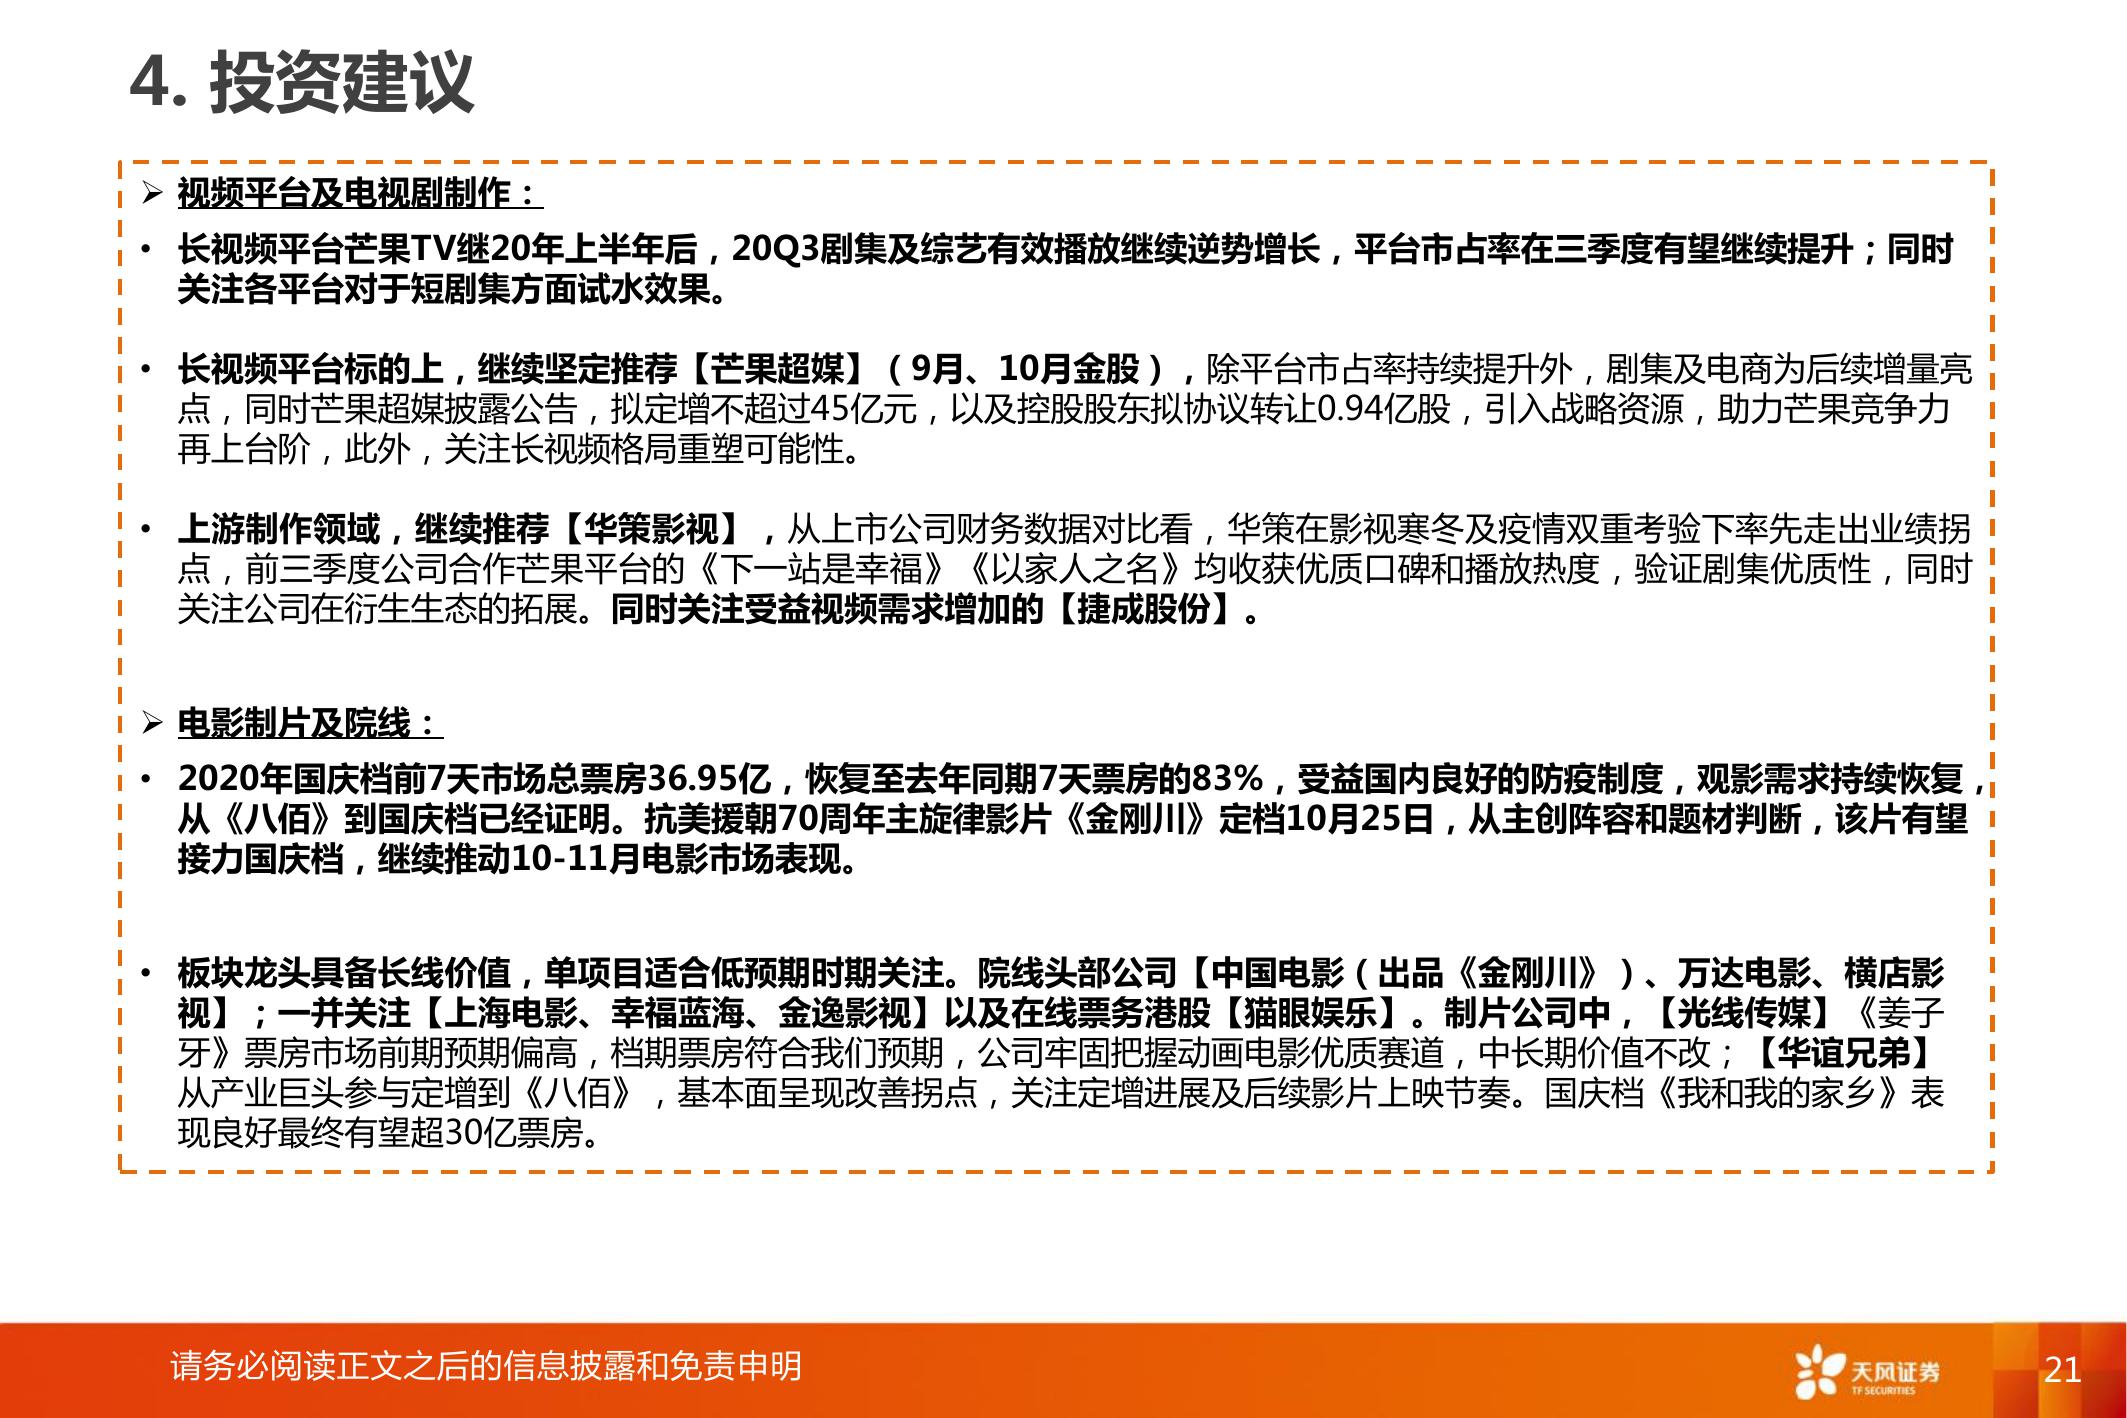 4. 投资建议
➢ 视频平台及电视剧制作：
• 长视频平台芒果TV继20年上半年后，20Q3剧集及综艺有效播放继续逆势增长，平台市占率在三季度有望继续提升；同时
关注各平台对于短剧集方面试水效果。
• 长视频平台标的上，继续坚定推荐【芒果超媒】（9月、10月金股），除平台市占率持续提升外，剧集及电商为后续增量亮
点，同时芒果超媒披露公告，拟定增不超过45亿元，以及控股股东拟协议转让0.94亿股，引入战略资源，助力芒果竞争力
再上台阶，此外，关注长视频格局重塑可能性。
• 上游制作领域，继续推荐【华策影视】，从上市公司财务数据对比看，华策在影视寒冬及疫情双重考验下率先走出业绩拐
点，前三季度公司合作芒果平台的《下一站是幸福》《以家人之名》均收获优质口碑和播放热度，验证剧集优质性，同时
关注公司在衍生生态的拓展。同时关注受益视频需求增加的【捷成股份】。
➢ 电影制片及院线：
• 2020年国庆档前7天市场总票房36.95亿，恢复至去年同期7天票房的83%，受益国内良好的防疫制度，观影需求持续恢复，
从《八佰》到国庆档已经证明。抗美援朝70周年主旋律影片《金刚川》定档10月25日，从主创阵容和题材判断，该片有望
接力国庆档，继续推动10-11月电影市场表现。
• 板块龙头具备长线价值，单项目适合低预期时期关注。院线头部公司【中国电影（出品《金刚川》）、万达电影、横店影
视】；一并关注【上海电影、幸福蓝海、金逸影视】以及在线票务港股【猫眼娱乐】。制片公司中，【光线传媒】《姜子
牙》票房市场前期预期偏高，档期票房符合我们预期，公司牢固把握动画电影优质赛道，中长期价值不改；【华谊兄弟】
从产业巨头参与定增到《八佰》，基本面呈现改善拐点，关注定增进展及后续影片上映节奏。国庆档《我和我的家乡》表
现良好最终有望超30亿票房。
请务必阅读正文之后的信息披露和免责申明
天风证券
TF SECURITIES
21